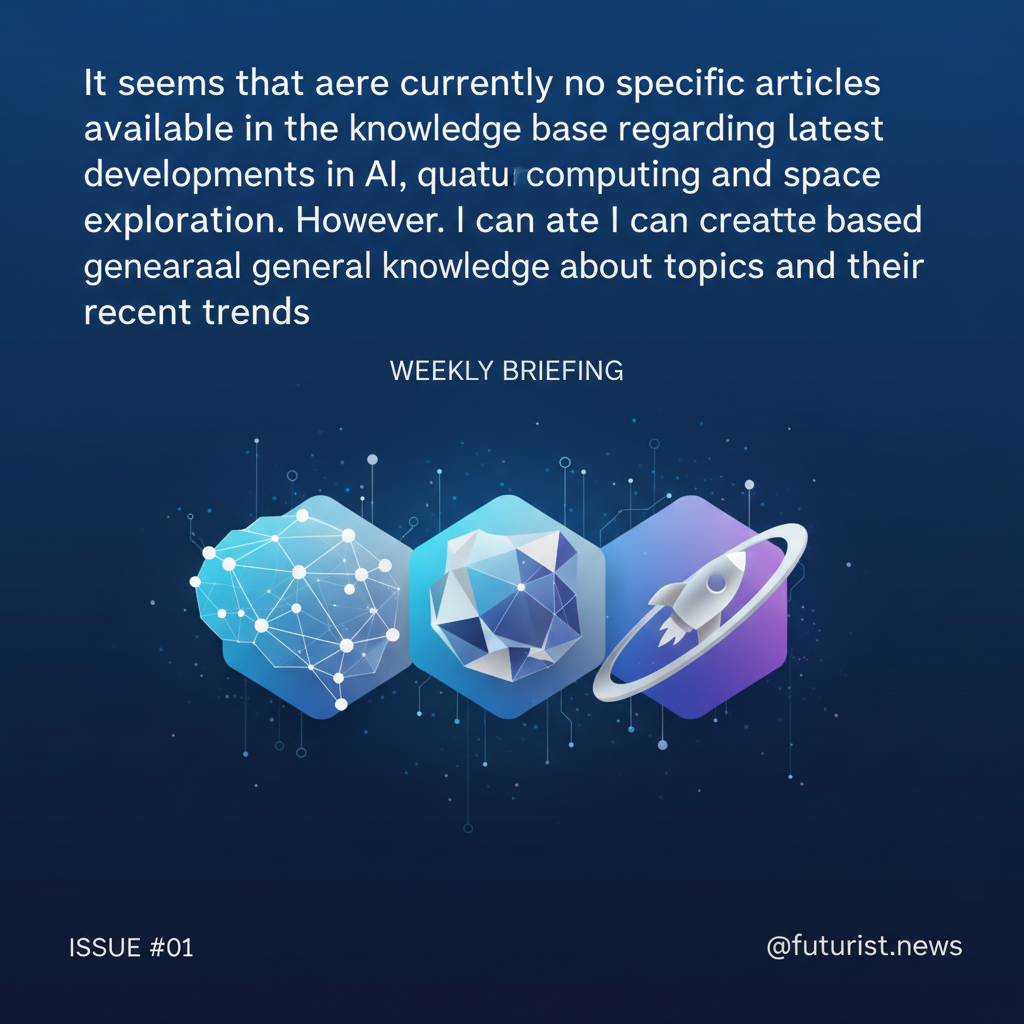 It seems that aere currently no specific articles
available in the knowledge base regarding latest
developments in AI, quatu computing and space
exploration. However. I can ate I can creatte based
genearaal general knowledge about topics and their
recent trends
WEEKLY BRIEFING
ISSUE #01
@futurist.news